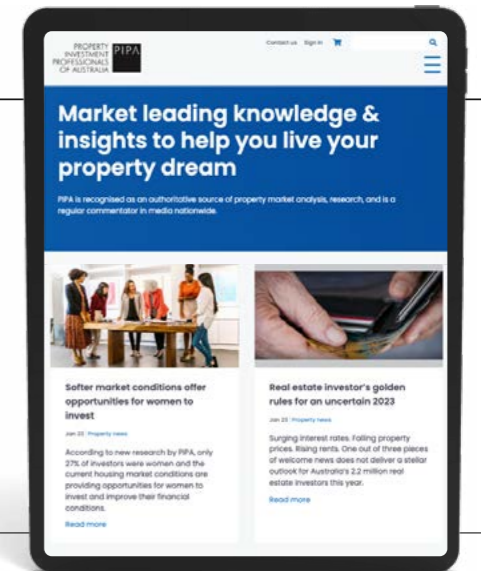 PROPERTY
INVESTMENT
PROFESSIONALS
OF AUSTRALIA
PIPA
Contact us Sign in
Market leading knowledge &
insights to help you live your
property dream
PIPA is recognised as an authoritative source of property market analysis, research, and is a
regular commentator in media nationwide.
Softer market conditions offer
opportunities for women to
invest
Jan 23 | Property news
According to new research by PIPA, only
27% of investors were women and the
current housing market conditions are
providing opportunities for women to
invest and improve their financial
conditions.
Read more
Real estate investor's golden
rules for an uncertain 2023
Jan 23 | Property news
Surging interest rates. Falling property
prices. Rising rents. One out of three pieces
of welcome news does not deliver a stellar
outlook for Australia's 2.2 million real
estate investors this year.
Read more